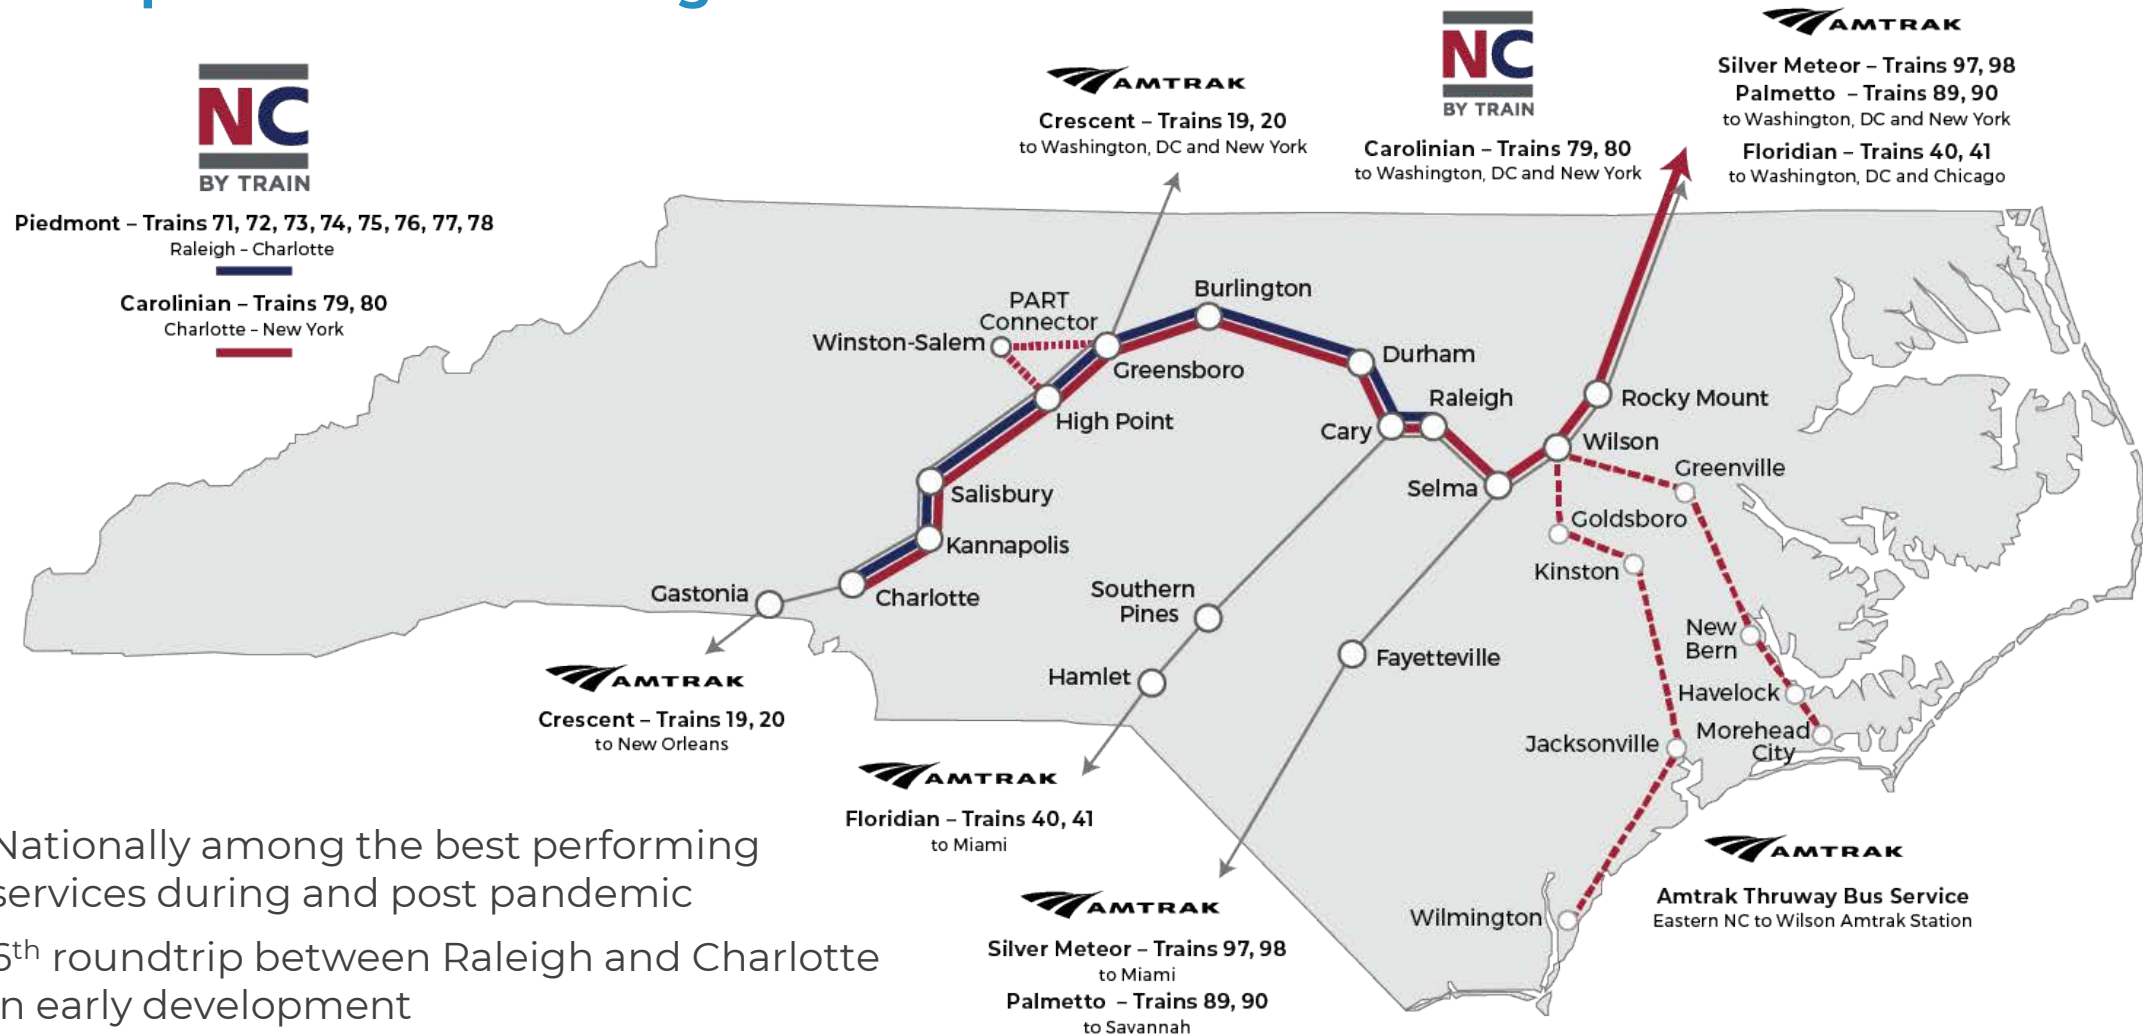 NC
BY TRAIN
Piedmont – Trains 71, 72, 73, 74, 75, 76, 77, 78
Raleigh – Charlotte
Carolinian – Trains 79, 80
Charlotte – New York
AMTRAK
Crescent – Trains 19, 20
to Washington, DC and New York
NC
BY TRAIN
Carolinian – Trains 79, 80
to Washington, DC and New York
AMTRAK
Silver Meteor – Trains 97, 98
Palmetto – Trains 89, 90
to Washington, DC and New York
Floridian – Trains 40, 41
to Washington, DC and Chicago
PART
Connector
Winston-Salem
Greensboro
Burlington
Durham
High Point
Raleigh
Cary
Rocky Mount
Wilson
Selma
Greenville
Salisbury
Goldsboro
Kannapolis
Kinston
Gastonia
Charlotte
Southern
Pines
Hamlet
Fayetteville
New
Bern
Havelock
Morehead
City
Jacksonville
Wilmington
AMTRAK
Crescent – Trains 19, 20
to New Orleans
AMTRAK
Floridian – Trains 40, 41
to Miami
AMTRAK
Silver Meteor – Trains 97, 98
to Miami
Palmetto – Trains 89, 90
to Savannah
AMTRAK
Amtrak Thruway Bus Service
Eastern NC to Wilson Amtrak Station
Nationally among the best performing
services during and post pandemic
6th roundtrip between Raleigh and Charlotte
in early development